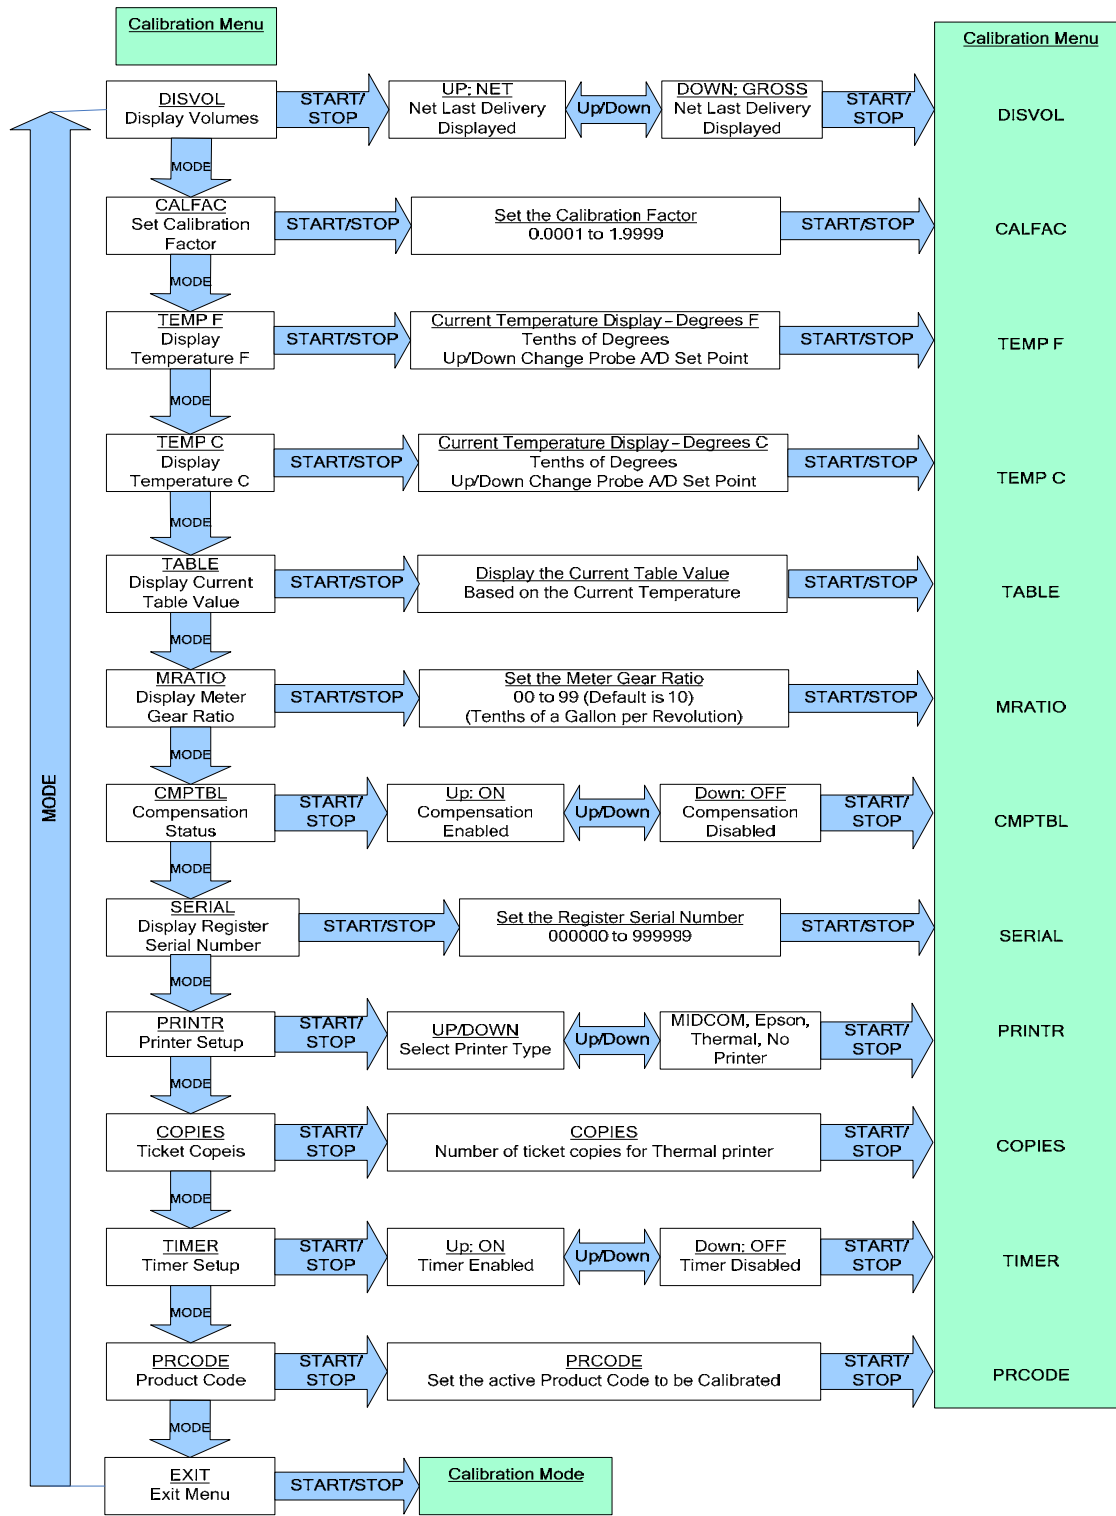 Calibration Menu
Calibration Menu
DISVOL
Display Volumes
START/
STOP
UP: NET
Net Last Delivery
Displayed
Up/Down
DOWN: GROSS
Net Last Delivery
Displayed
START/
STOP
DISVOL
MODE
CALFAC
Set Calibration
Factor
START/STOP
Set the Calibration Factor
0.0001 to 1.9999
START/STOP
CALFAC
MODE
TEMP F
Display
Temperature F
START/STOP
Current Temperature Display – Degrees F
Tenths of Degrees
Up/Down Change Probe A/D Set Point
START/STOP
TEMP F
MODE
TEMP C
Display
Temperature C
START/STOP
Current Temperature Display – Degrees C
Tenths of Degrees
Up/Down Change Probe A/D Set Point
START/STOP
TEMP C
MODE
TABLE
Display Current
Table Value
START/STOP
Display the Current Table Value
Based on the Current Temperature
START/STOP
TABLE
MODE
MRATIO
Display Meter
Gear Ratio
START/STOP
Set the Meter Gear Ratio
00 to 99 (Default is 10)
(Tenths of a Gallon per Revolution)
START/STOP
MRATIO
MODE
MODE
CMPTBL
Compensation
Status
START/
STOP
Up: ON
Compensation
Enabled
Up/Down
Down: OFF
Compensation
Disabled
START/
STOP
CMPTBL
MODE
SERIAL
Display Register
Serial Number
START/STOP
Set the Register Serial Number
000000 to 999999
START/STOP
SERIAL
MODE
PRINTR
Printer Setup
START/
STOP
UP/DOWN
Select Printer Type
Up/Down
MIDCOM, Epson,
Thermal, No
Printer
START/
STOP
PRINTR
MODE
COPIES
Ticket Copeis
START/
STOP
COPIES
Number of ticket copies for Thermal printer
START/
STOP
COPIES
MODE
TIMER
Timer Setup
START/
STOP
Up: ON
Timer Enabled
Up/Down
Down: OFF
Timer Disabled
START/
STOP
TIMER
MODE
PRCODE
Product Code
START/
STOP
PRCODE
Set the active Product Code to be Calibrated
START/
STOP
PRCODE
MODE
EXIT
Exit Menu
START/STOP
Calibration Mode